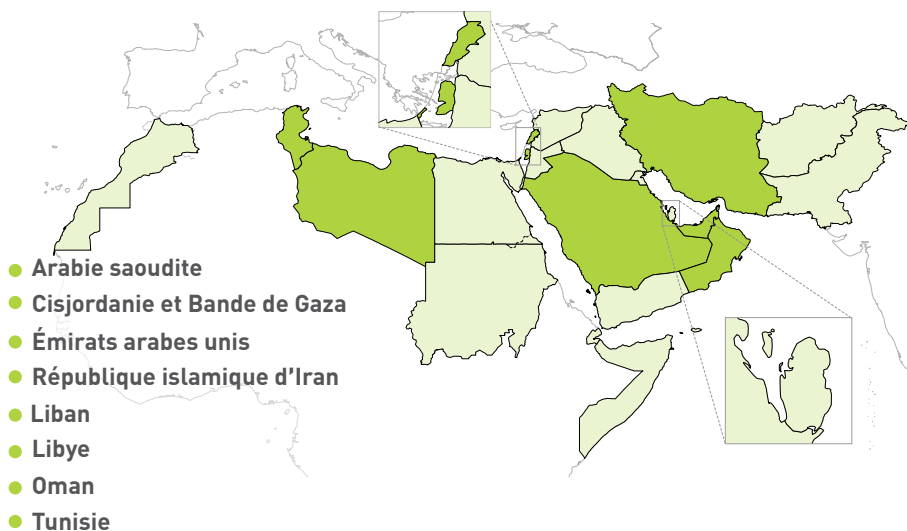 Arabie saoudite
Cisjordanie et Bande de Gaza
Émirats arabes unis
République islamique d’Iran
Liban
Libye
Oman
Tunisie